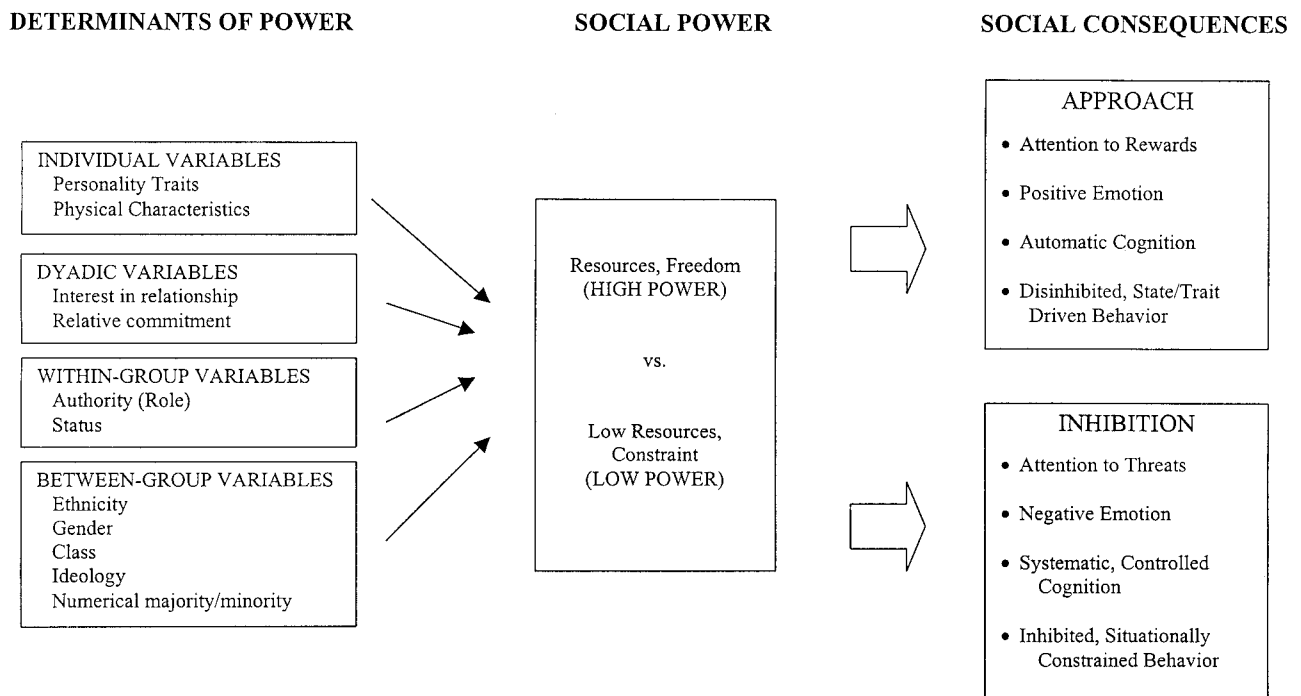 DETERMINANTS OF POWER
SOCIAL POWER
SOCIAL CONSEQUENCES
INDIVIDUAL VARIABLES
Personality Traits
Physical Characteristics
DYADIC VARIABLES
Interest in relationship
Relative commitment
WITHIN-GROUP VARIABLES
Authority (Role)
Status
BETWEEN-GROUP VARIABLES
Ethnicity
Gender
Class
Ideology
Numerical majority/minority
Resources, Freedom
(HIGH POWER)
vs.
Low Resources,
Constraint
(LOW POWER)
APPROACH
• Attention to Rewards
• Positive Emotion
• Automatic Cognition
• Disinhibited, State/Trait
Driven Behavior
INHIBITION
• Attention to Threats
• Negative Emotion
• Systematic, Controlled
Cognition
• Inhibited, Situationally
Constrained Behavior